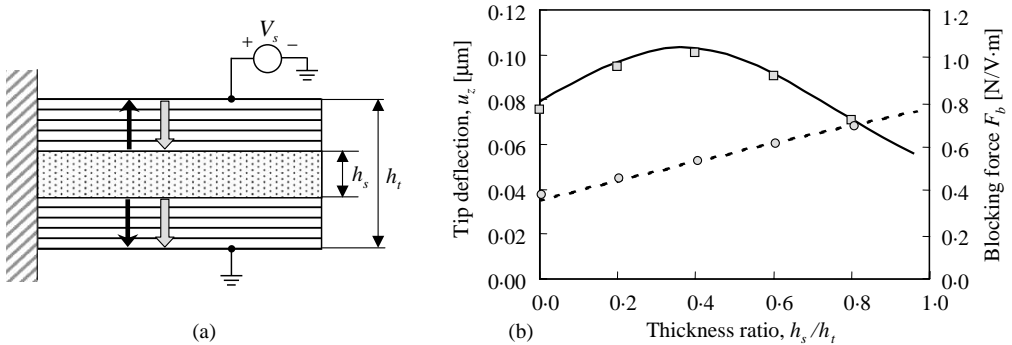 V_s
+ −
h_s h_t
(a)
Tip deflection, u_z [μm]
0·12
0·10
0·08
0·06
0·04
0·02
0·00
1·2
1·0
0·8
0·6
0·4
0·2
0·0
Blocking force F_b [N/V·m]
0·0 0·2 0·4 0·6 0·8 1·0
(b) Thickness ratio, h_s/h_t